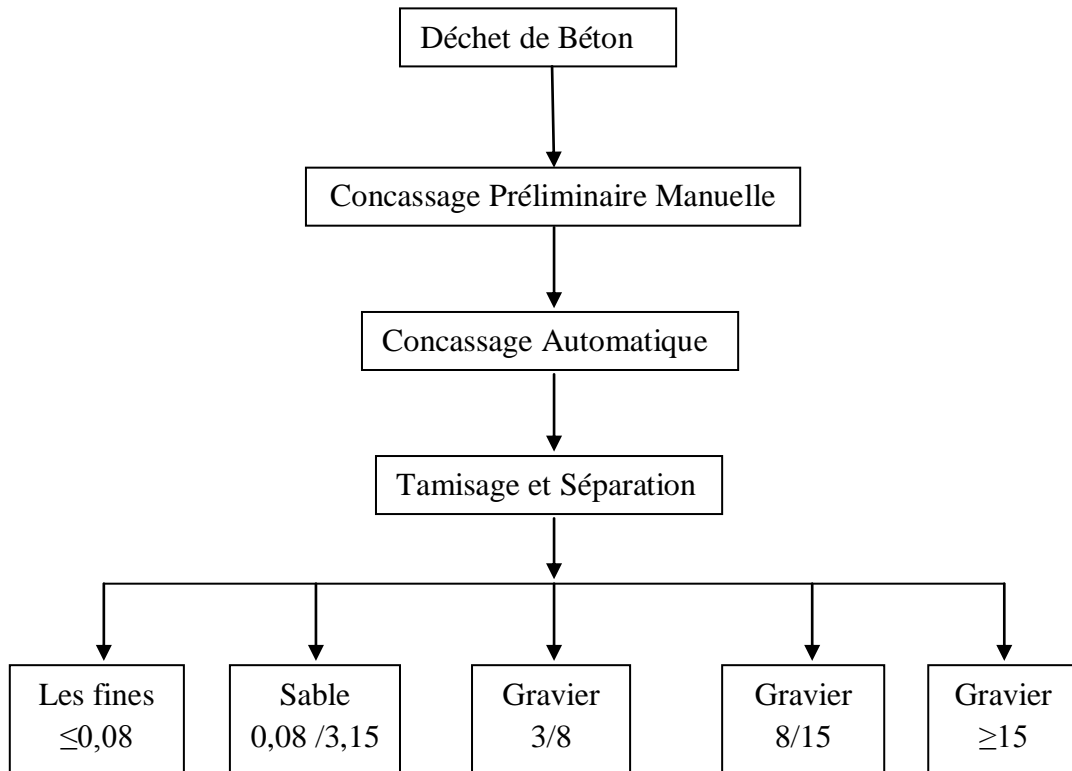 Déchet de Béton
Concassage Préliminaire Manuelle
Concassage Automatique
Tamisage et Séparation
Les fines
≤0,08
Sable
0,08 /3,15
Gravier
3/8
Gravier
8/15
Gravier
≥15